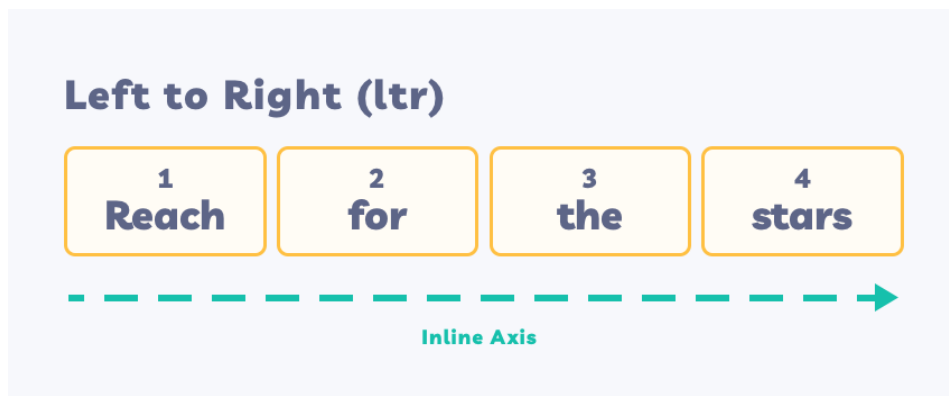 Left to Right (ltr)
1 2 3 4
Reach for the stars
Inline Axis